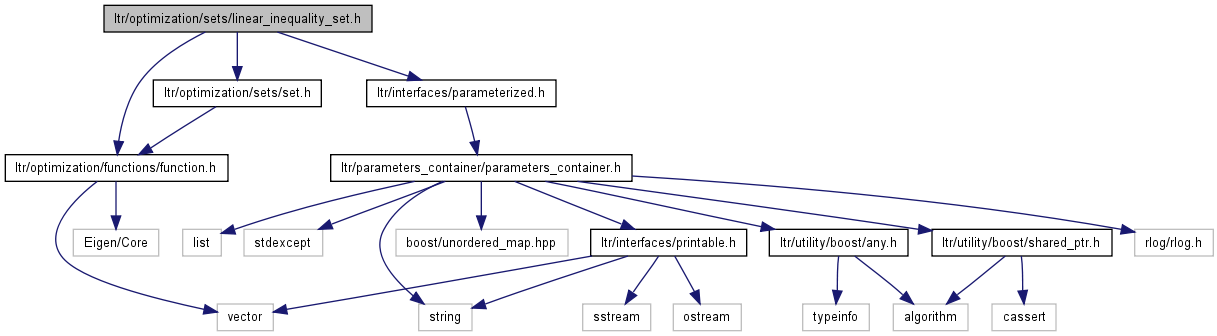 ltr/optimization/sets/linear_inequality_set.h
ltr/optimization/sets/set.h
ltr/interfaces/parameterized.h
ltr/optimization/functions/function.h
ltr/parameters_container/parameters_container.h
Eigen/Core
list
stdexcept
boost/unordered_map.hpp
ltr/interfaces/printable.h
ltr/utility/boost/any.h
ltr/utility/boost/shared_ptr.h
rlog/rlog.h
vector
string
sstream
ostream
typeinfo
algorithm
cassert